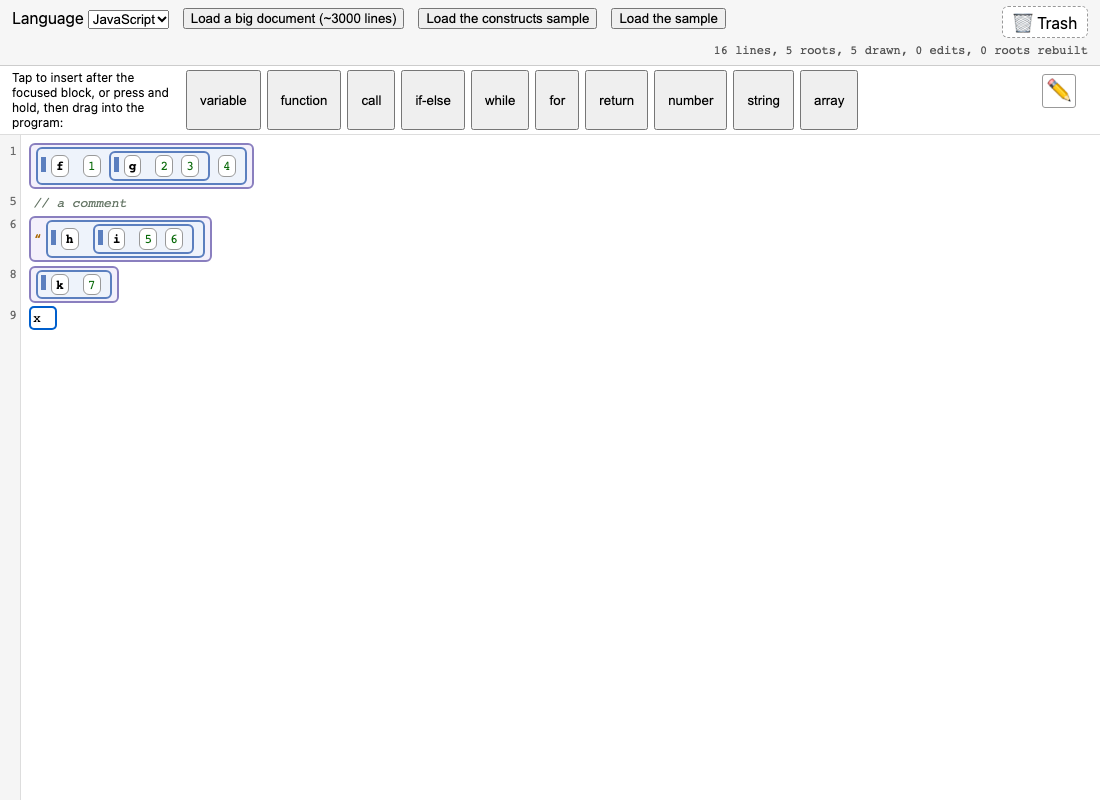 Language JavaScript Load a big document (~3000 lines) Load the constructs sample Load the sample Trash
16 lines, 5 roots, 5 drawn, 0 edits, 0 roots rebuilt
Tap to insert after the
focused block, or press and
hold, then drag into the
program:
variable function call if-else while for return number string array
1 f 1 g 2 3 4
5 // a comment
6 “ h i 5 6
8 k 7
9 x